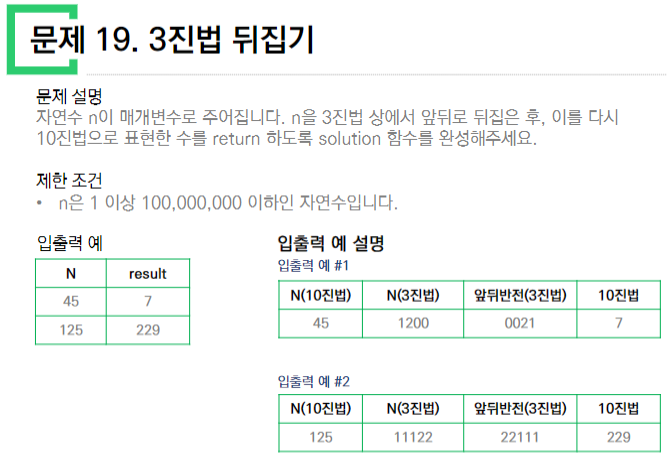 문제 19. 3진법 뒤집기
문제 설명
자연수 n이 매개변수로 주어집니다. n을 3진법 상에서 앞뒤로 뒤집은 후, 이를 다시
10진법으로 표현한 수를 return 하도록 solution 함수를 완성해주세요.
제한 조건
• n은 1 이상 100,000,000 이하인 자연수입니다.
입출력 예
N result
45 7
125 229
입출력 예 설명
입출력 예 #1
N(10진법) N(3진법) 앞뒤반전(3진법) 10진법
45 1200 0021 7
입출력 예 #2
N(10진법) N(3진법) 앞뒤반전(3진법) 10진법
125 11122 22111 229